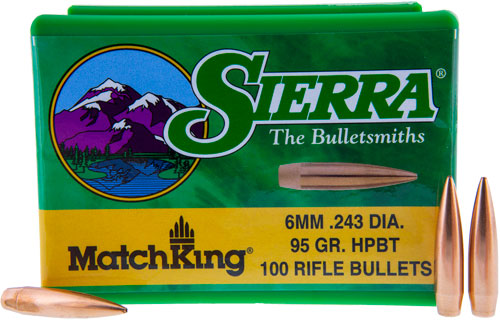 SIERRA®
The Bulletsmiths
6MM .243 DIA.
95 GR. HPBT
MatchKing®
100 RIFLE BULLETS